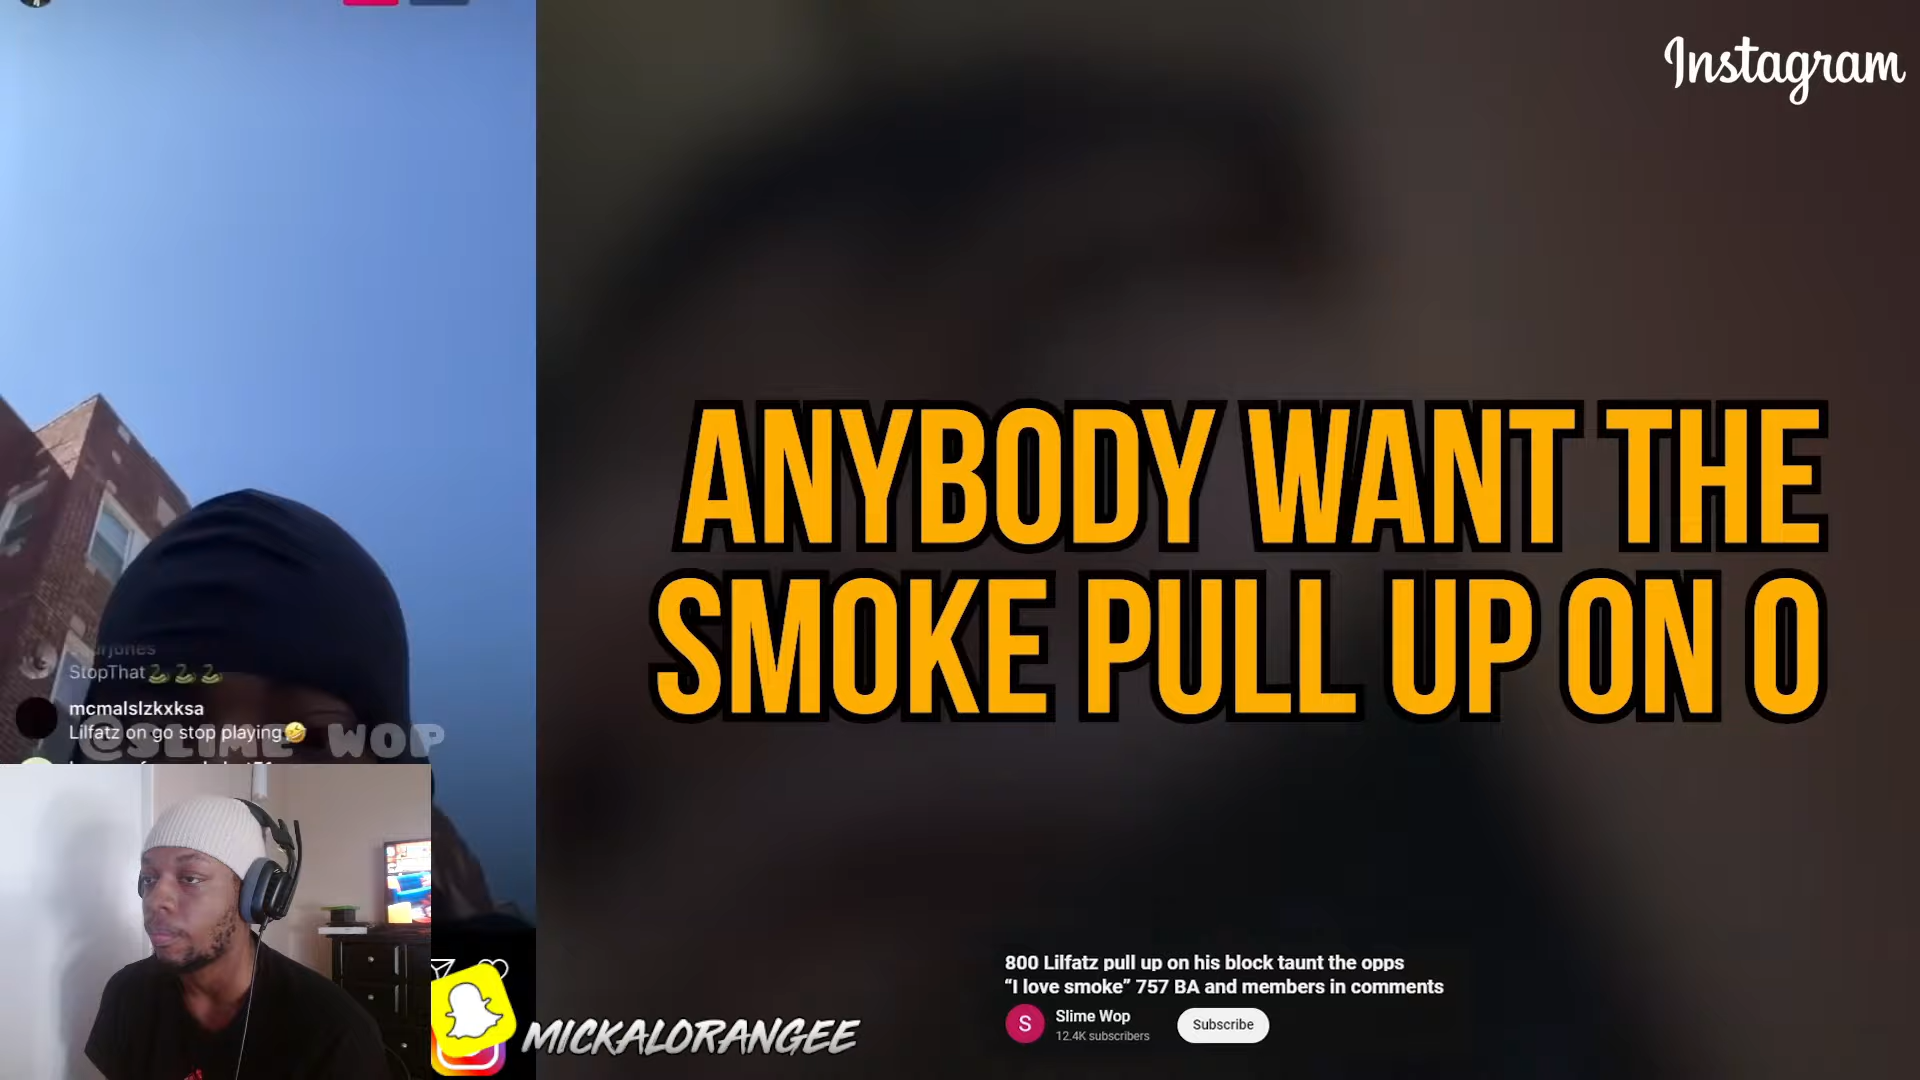 Instagram
ANYBODY WANT THE
SMOKE PULL UP ON O
StopThat🐍🐍🐍
mcmalslzkxksa
Lilfatz on go stop playing🤣
@SLIME WOP
MICKALORANGEE
800 Lilfatz pull up on his block taunt the opps
“I love smoke” 757 BA and members in comments
S
Slime Wop
12.4K subscribers
Subscribe